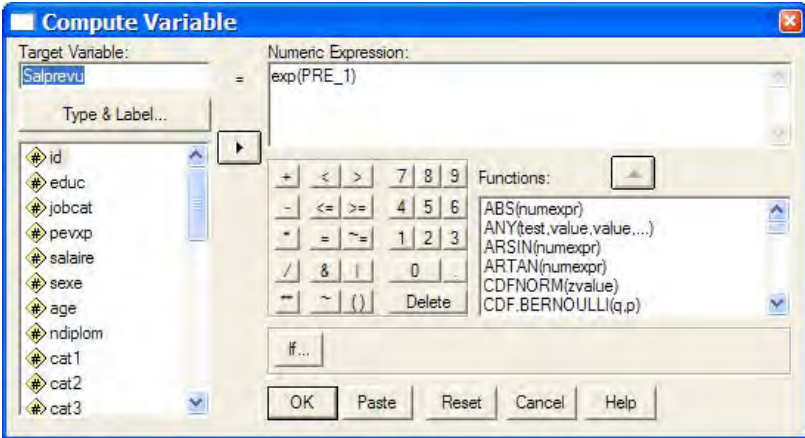 Compute Variable
Target Variable:
Salprevu
=
Numeric Expression:
exp(PRE_1)
Type & Label...
id
educ
jobcat
pevxp
salaire
sexe
age
ndiplom
cat1
cat2
cat3
+ < > 7 8 9
- <= >= 4 5 6
* = ~= 1 2 3
/ & | 0 .
** ~ () Delete
Functions:
ABS(numexpr)
ANY(test,value,value,...)
ARSIN(numexpr)
ARTAN(numexpr)
CDFNORM(zvalue)
CDF.BERNOULLI(q,p)
If...
OK Paste Reset Cancel Help